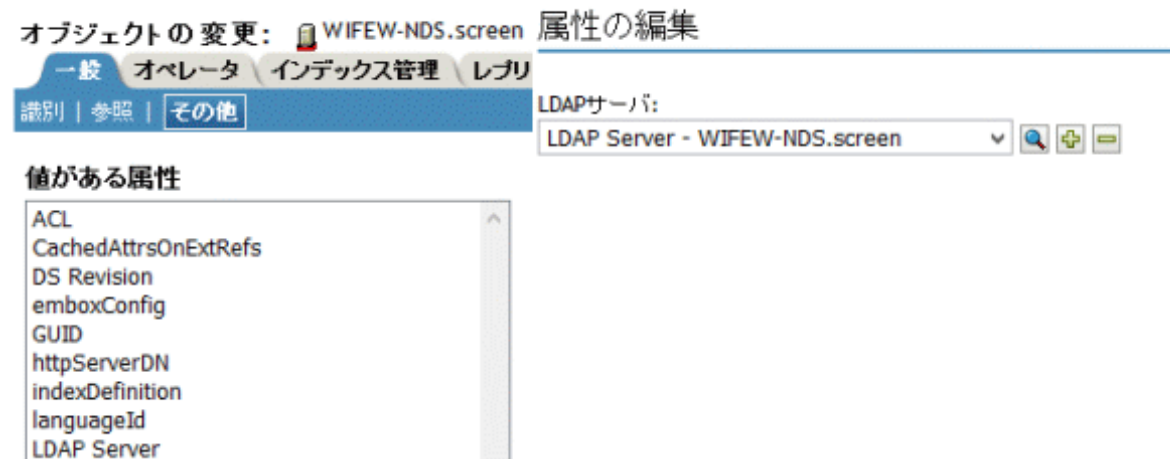 オブジェクトの変更: WIFEW-NDS.screen
一般 オペレータ インデックス管理 レプリ
識別 | 参照 | その他
値がある属性
ACL
CachedAttrsOnExtRefs
DS Revision
emboxConfig
GUID
httpServerDN
indexDefinition
languageId
LDAP Server
属性の編集
LDAPサーバ:
LDAP Server - WIFEW-NDS.screen